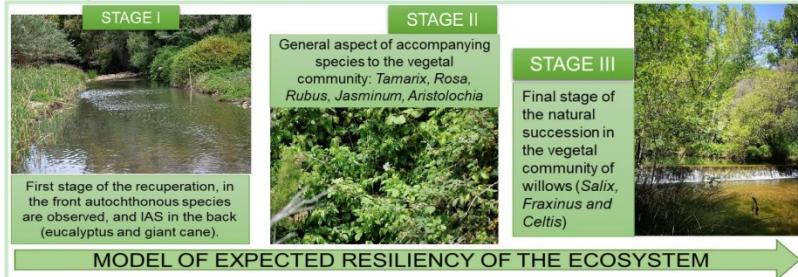 STAGE I
First stage of the recuperation, in
the front autochthonous species
are observed, and IAS in the back
(eucalyptus and giant cane).
STAGE II
General aspect of accompanying
species to the vegetal
community: Tamarix, Rosa,
Rubus, Jasminum, Aristolochia
STAGE III
Final stage of
the natural
succession in
the vegetal
community of
willows (Salix,
Fraxinus and
Celtis)
MODEL OF EXPECTED RESILIENCY OF THE ECOSYSTEM